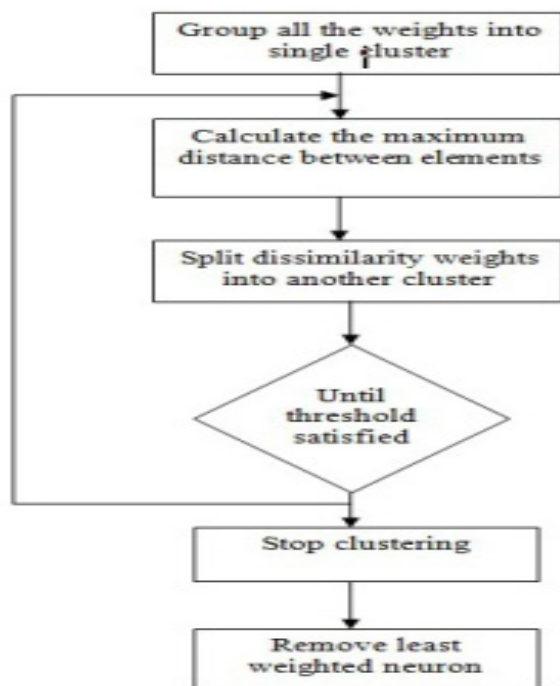 Group all the weights into
single cluster
Calculate the maximum
distance between elements
Split dissimilarity weights
into another cluster
Until
threshold
satisfied
Stop clustering
Remove least
weighted neuron